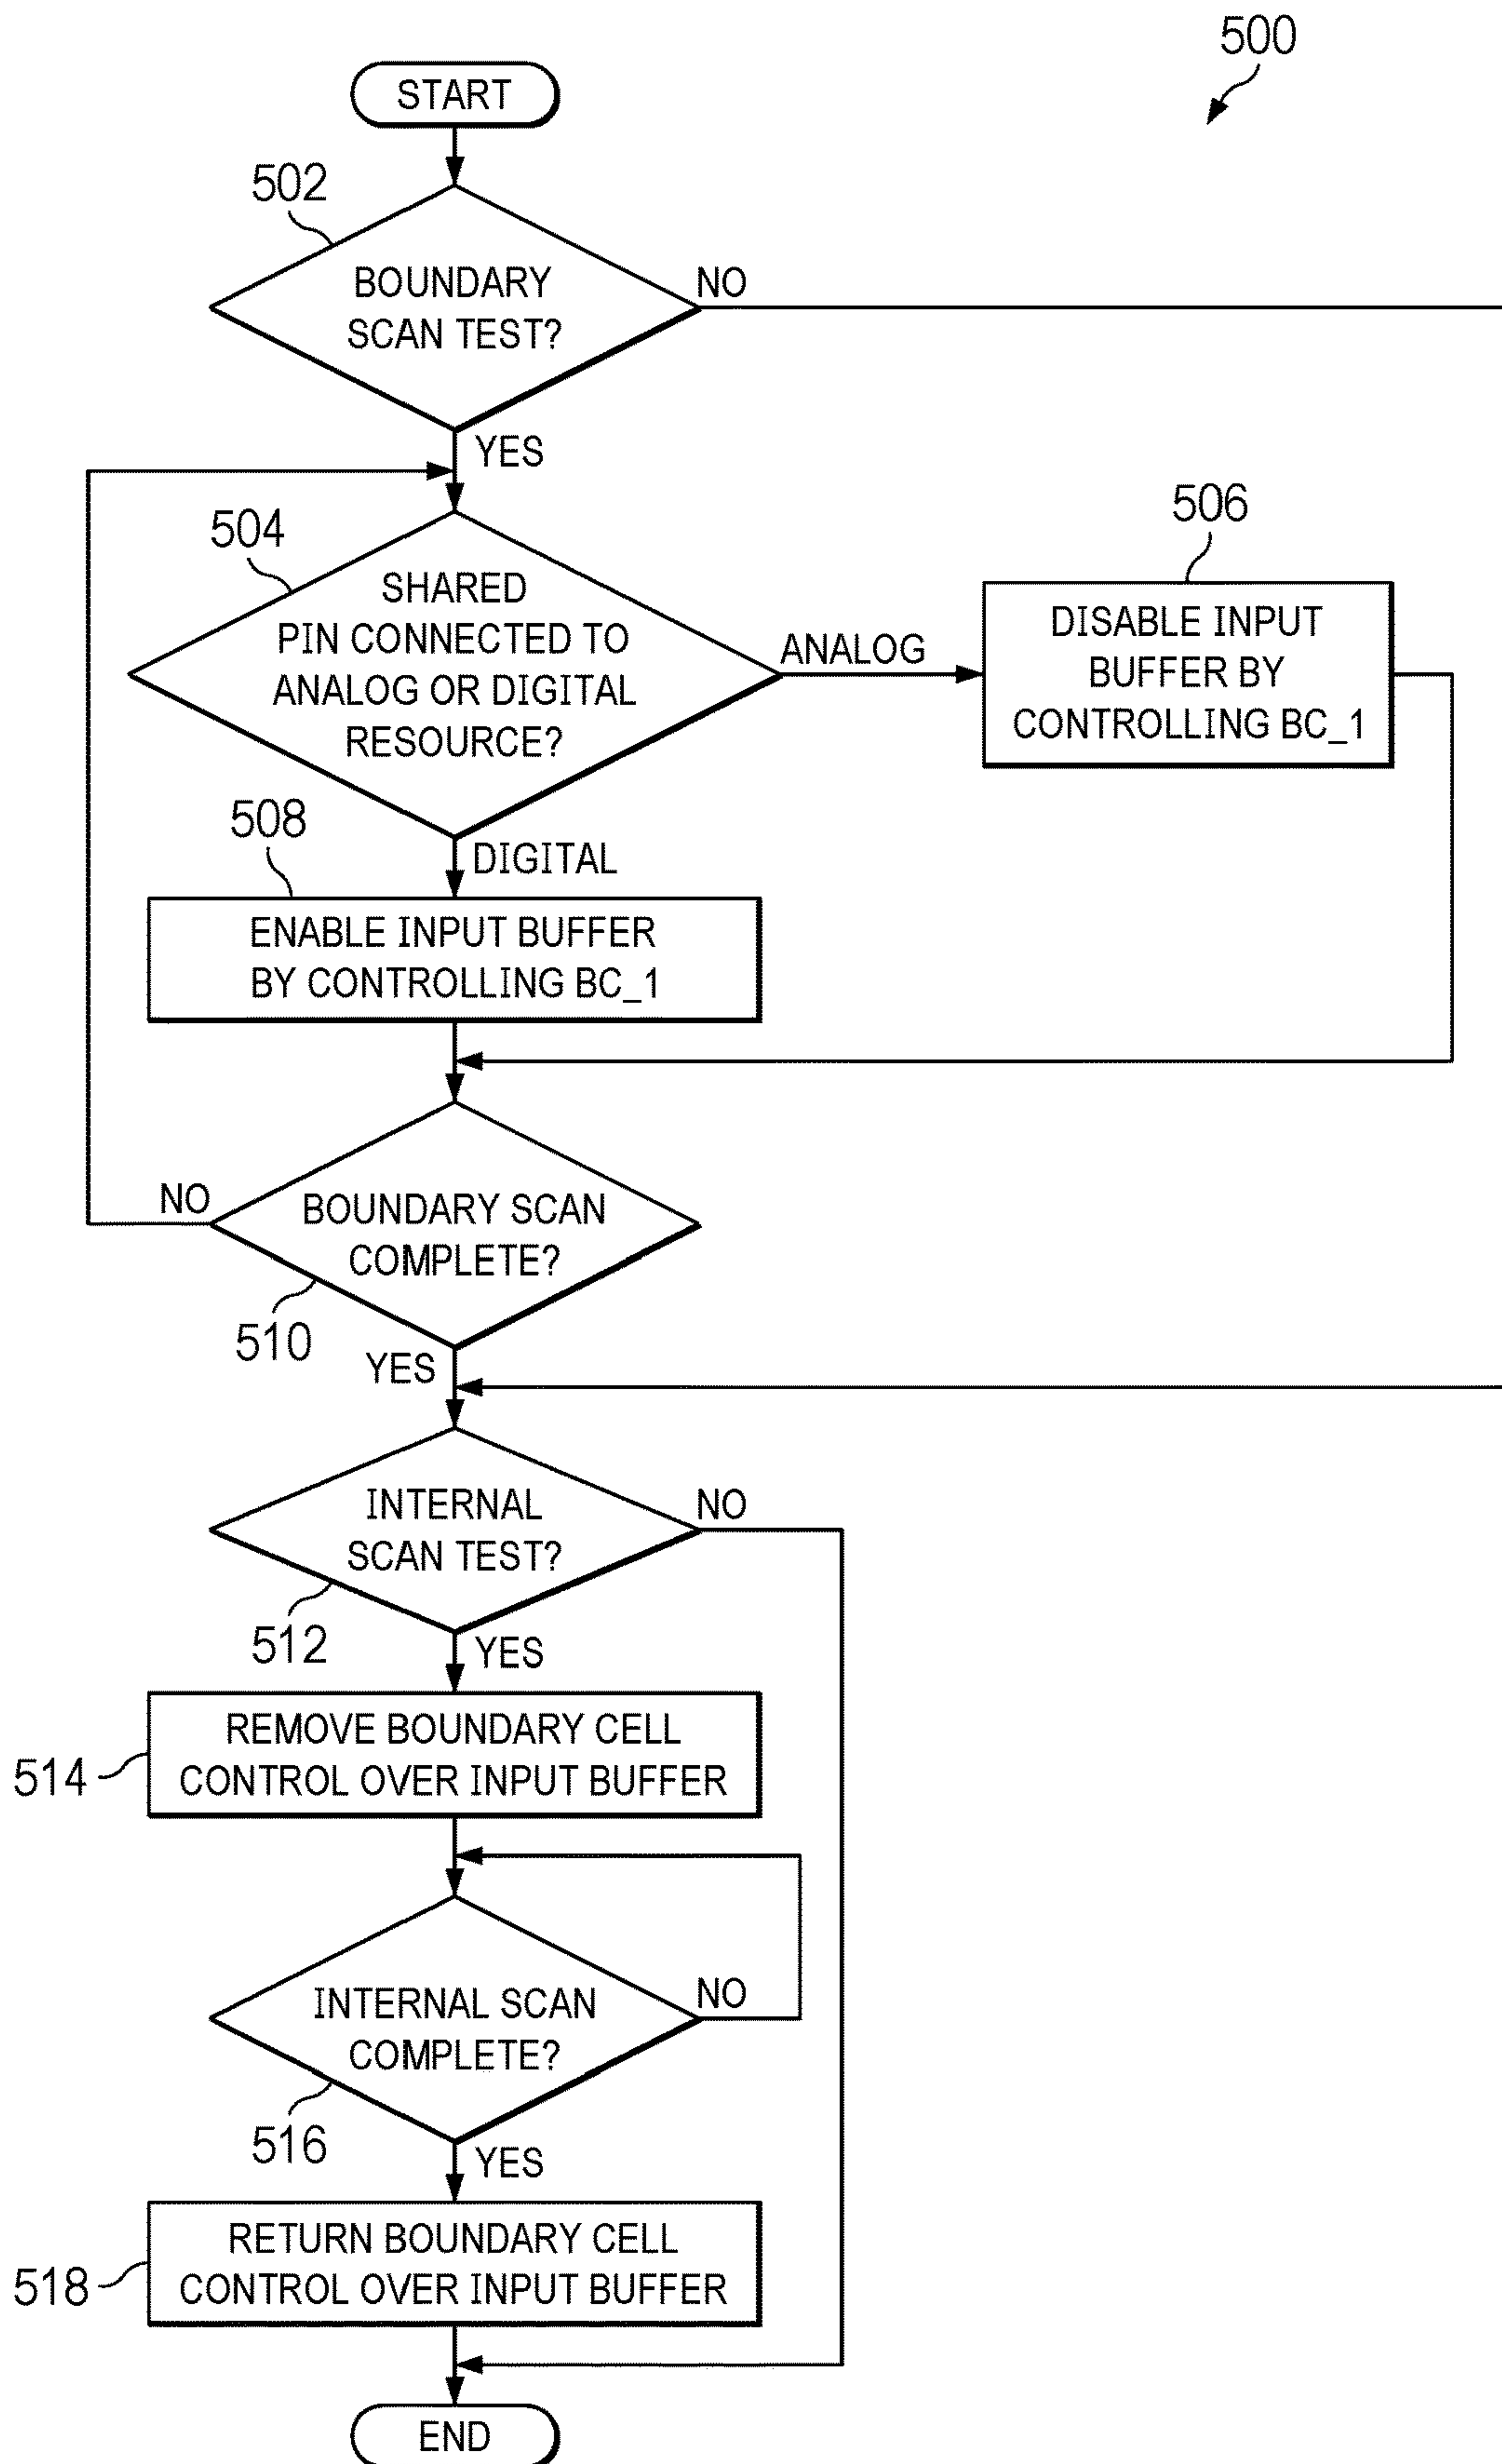 500
START
502
BOUNDARY
SCAN TEST?
NO
YES
504
SHARED
PIN CONNECTED TO
ANALOG OR DIGITAL
RESOURCE?
ANALOG
506
DISABLE INPUT
BUFFER BY
CONTROLLING BC_1
DIGITAL
508
ENABLE INPUT BUFFER
BY CONTROLLING BC_1
NO
BOUNDARY SCAN
COMPLETE?
510
YES
INTERNAL
SCAN TEST?
NO
512
YES
514
REMOVE BOUNDARY CELL
CONTROL OVER INPUT BUFFER
INTERNAL SCAN
COMPLETE?
NO
516
YES
518
RETURN BOUNDARY CELL
CONTROL OVER INPUT BUFFER
END